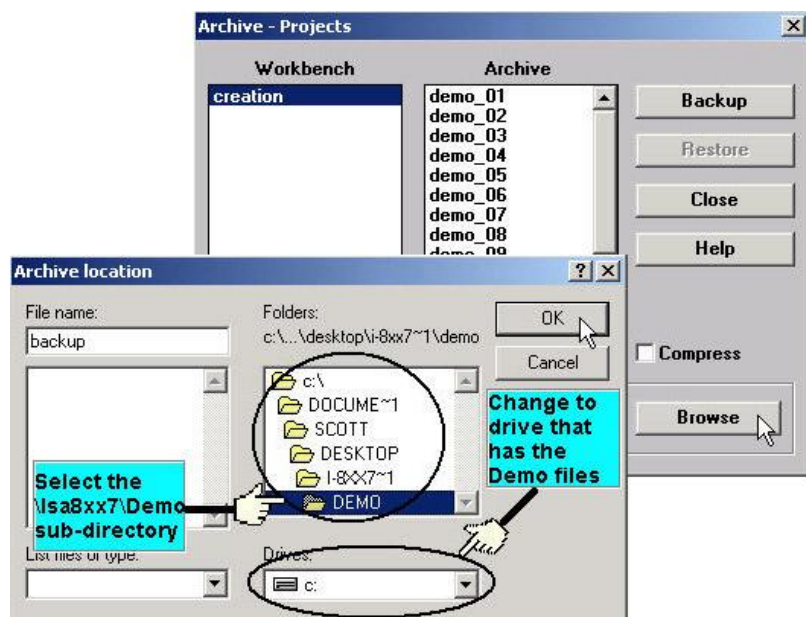 Archive - Projects
Workbench
Archive
creation
demo_01
demo_02
demo_03
demo_04
demo_05
demo_06
demo_07
demo_08
demo_09
Backup
Restore
Close
Help
Compress
Browse
Archive location
File name:
backup
Folders:
c:\...\desktop\i-8xx7~1\demo
c:\
DOCUME~1
SCOTT
DESKTOP
I-8XX7~1
DEMO
OK
Cancel
Change to
drive that
has the
Demo files
Select the
\Isa8xx7\Demo
sub-directory
List files of type:
Drives:
c: